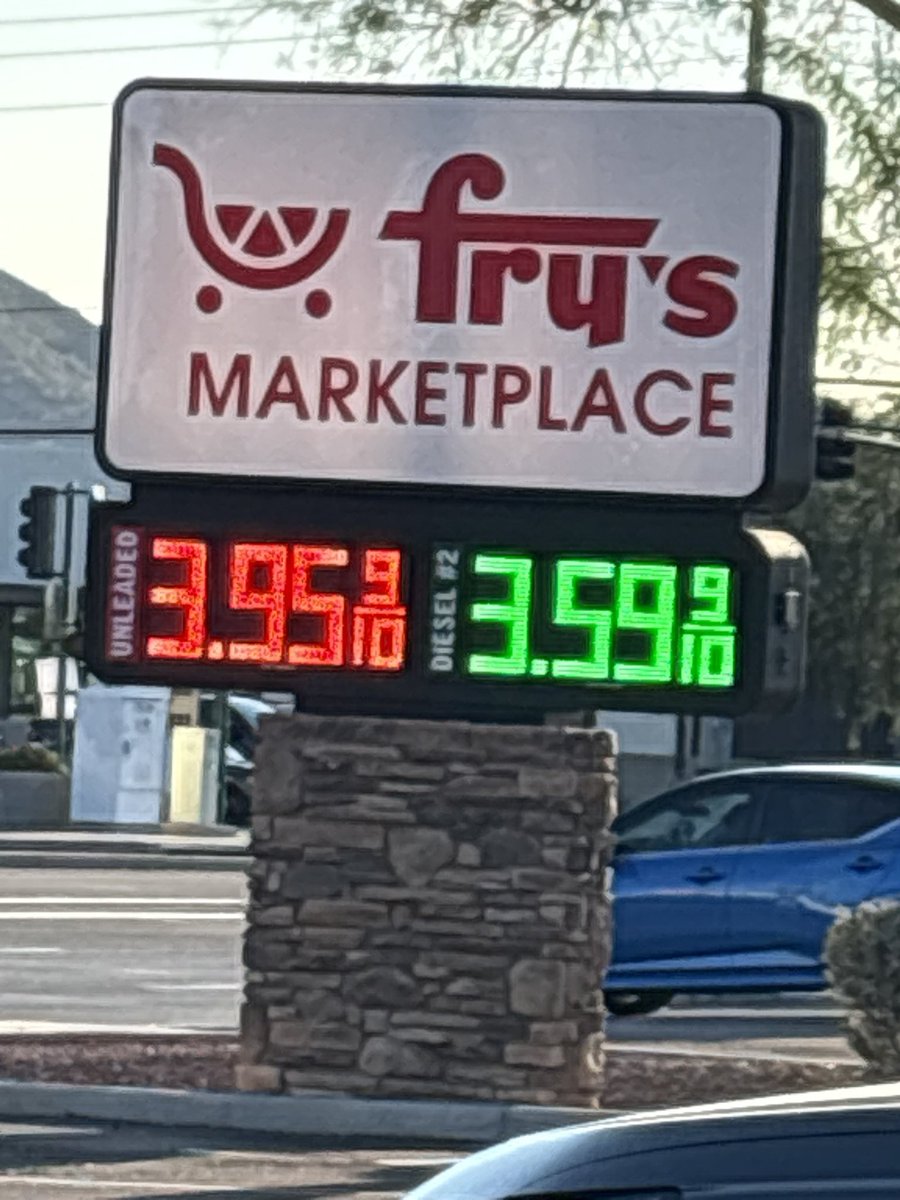 fry's
MARKETPLACE
UNLEADED 3.95 9/10 DIESEL #2 3.59 9/10